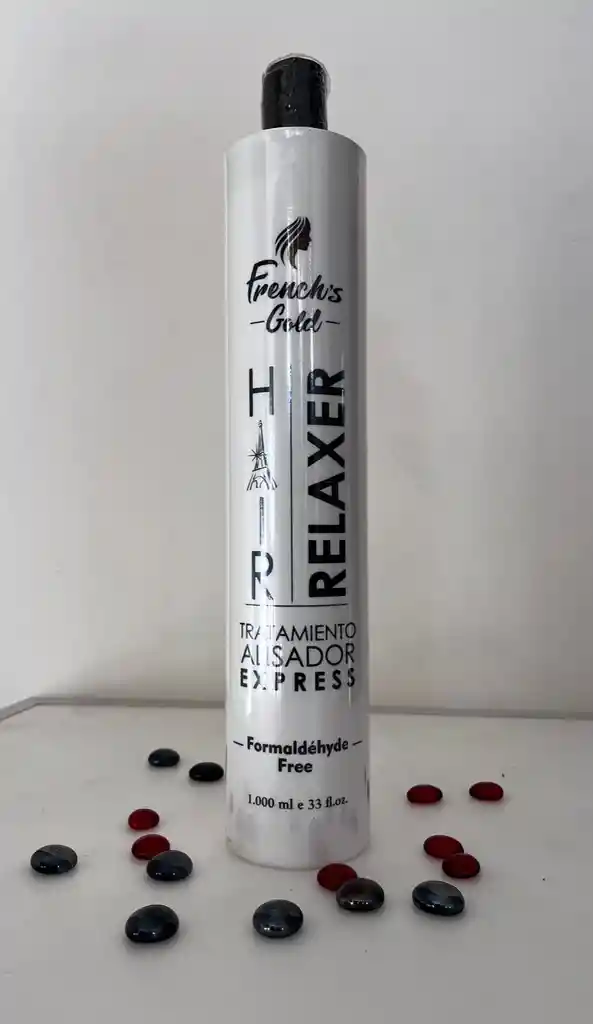 French's
Gold
HAIR
RELAXER
TRATAMIENTO
ALISADOR
EXPRESS
Formaldéhyde
Free
1.000 ml e 33 fl.oz.